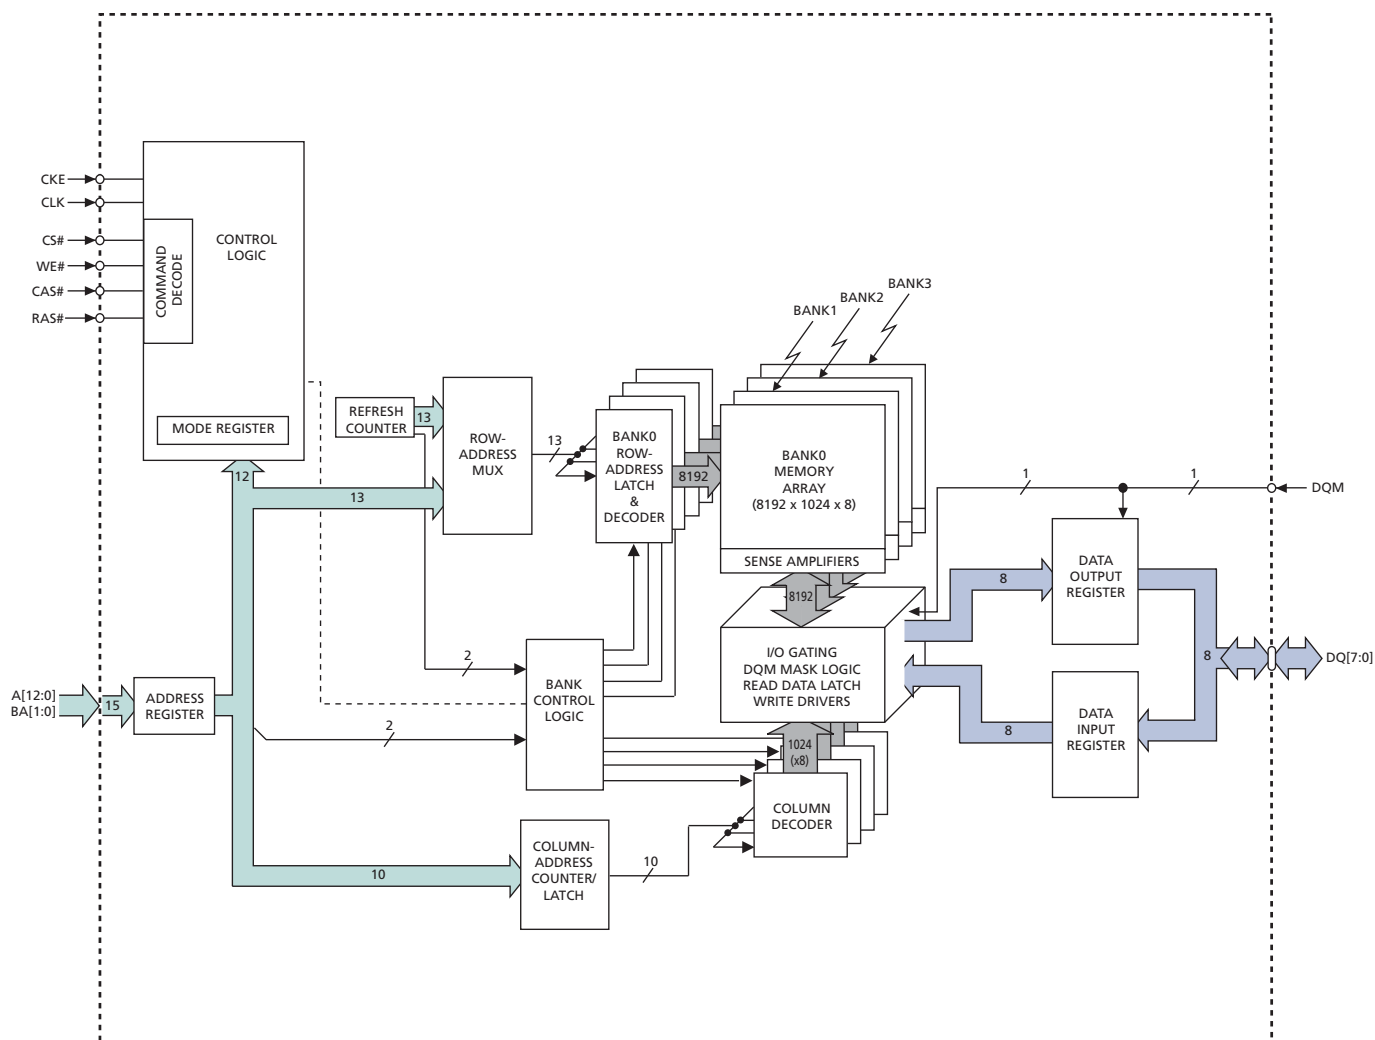 CKE
CLK
CS#
WE#
CAS#
RAS#
COMMAND
DECODE
CONTROL
LOGIC
MODE REGISTER
12
13
REFRESH
COUNTER
13
ROW-
ADDRESS
MUX
13
BANK0
ROW-
ADDRESS
LATCH
&
DECODER
8192
BANK1
BANK2
BANK3
BANK0
MEMORY
ARRAY
(8192 x 1024 x 8)
SENSE AMPLIFIERS
8192
I/O GATING
DQM MASK LOGIC
READ DATA LATCH
WRITE DRIVERS
1
1
DQM
DATA
OUTPUT
REGISTER
8
8
DQ[7:0]
8
DATA
INPUT
REGISTER
A[12:0]
BA[1:0]
15
ADDRESS
REGISTER
2
2
BANK
CONTROL
LOGIC
1024
(x8)
COLUMN
DECODER
10
COLUMN-
ADDRESS
COUNTER/
LATCH
10